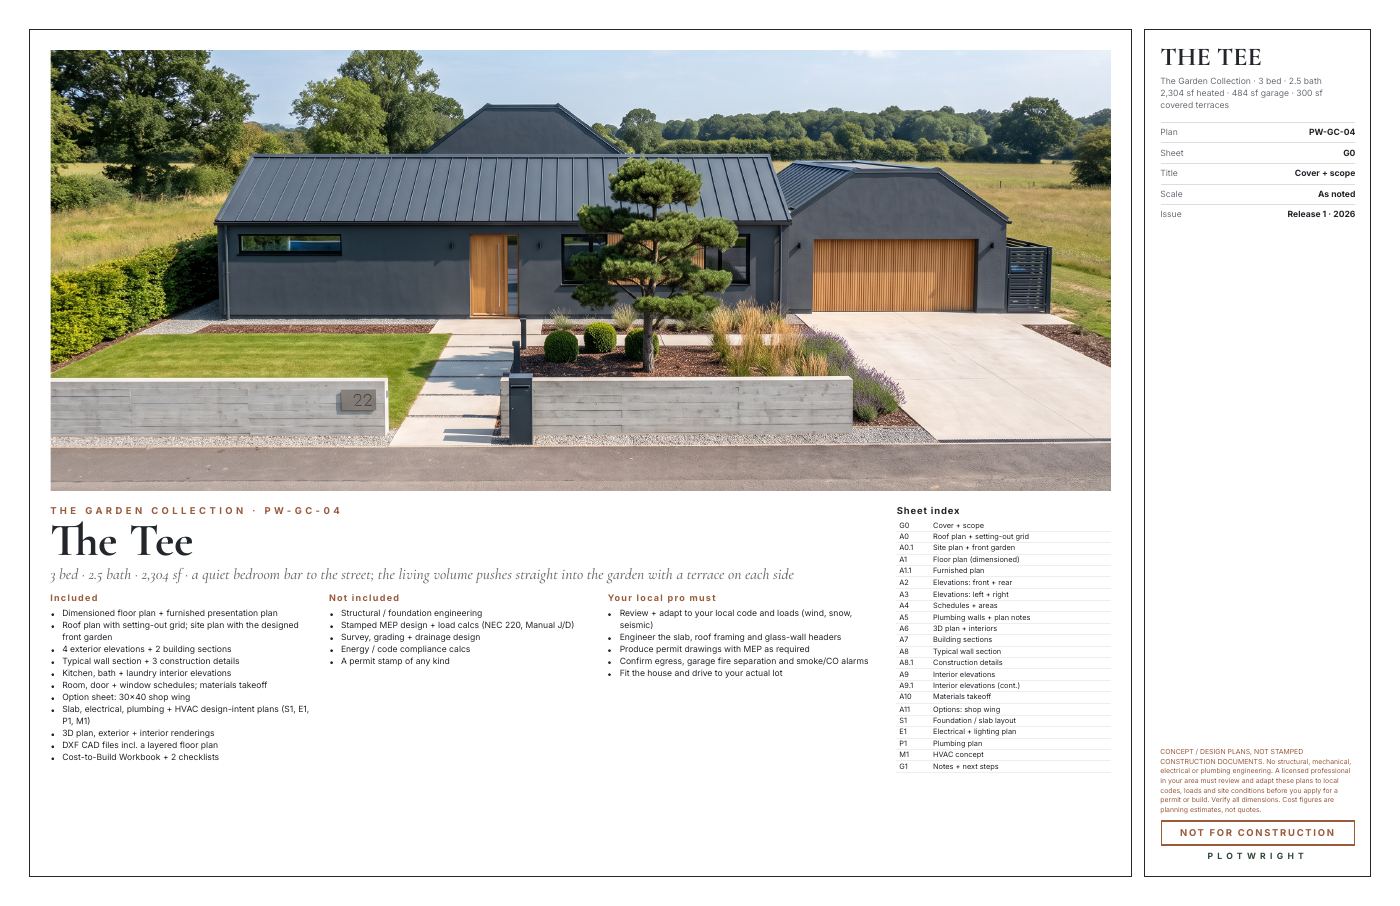 22
THE GARDEN COLLECTION · PW-GC-04
The Tee
3 bed · 2.5 bath · 2,304 sf · a quiet bedroom bar to the street; the living volume pushes straight into the garden with a terrace on each side
Included
• Dimensioned floor plan + furnished presentation plan
• Roof plan with setting-out grid; site plan with the designed
front garden
• 4 exterior elevations + 2 building sections
• Typical wall section + 3 construction details
• Kitchen, bath + laundry interior elevations
• Room, door + window schedules; materials takeoff
• Option sheet: 30×40 shop wing
• Slab, electrical, plumbing + HVAC design-intent plans (S1, E1,
P1, M1)
• 3D plan, exterior + interior renderings
• DXF CAD files incl. a layered floor plan
• Cost-to-Build Workbook + 2 checklists
Not included
• Structural / foundation engineering
• Stamped MEP design + load calcs (NEC 220, Manual J/D)
• Survey, grading + drainage design
• Energy / code compliance calcs
• A permit stamp of any kind
Your local pro must
• Review + adapt to your local code and loads (wind, snow,
seismic)
• Engineer the slab, roof framing and glass-wall headers
• Produce permit drawings with MEP as required
• Confirm egress, garage fire separation and smoke/CO alarms
• Fit the house and drive to your actual lot
Sheet index
G0 Cover + scope
A0 Roof plan + setting-out grid
A0.1 Site plan + front garden
A1 Floor plan (dimensioned)
A1.1 Furnished plan
A2 Elevations: front + rear
A3 Elevations: left + right
A4 Schedules + areas
A5 Plumbing walls + plan notes
A6 3D plan + interiors
A7 Building sections
A8 Typical wall section
A8.1 Construction details
A9 Interior elevations
A9.1 Interior elevations (cont.)
A10 Materials takeoff
A11 Options: shop wing
S1 Foundation / slab layout
E1 Electrical + lighting plan
P1 Plumbing plan
M1 HVAC concept
G1 Notes + next steps
THE TEE
The Garden Collection · 3 bed · 2.5 bath
2,304 sf heated · 484 sf garage · 300 sf
covered terraces
Plan PW-GC-04
Sheet G0
Title Cover + scope
Scale As noted
Issue Release 1 · 2026
CONCEPT / DESIGN PLANS, NOT STAMPED
CONSTRUCTION DOCUMENTS. No structural, mechanical,
electrical or plumbing engineering. A licensed professional
in your area must review and adapt these plans to local
codes, loads and site conditions before you apply for a
permit or build. Verify all dimensions. Cost figures are
planning estimates, not quotes.
NOT FOR CONSTRUCTION
PLOTWRIGHT